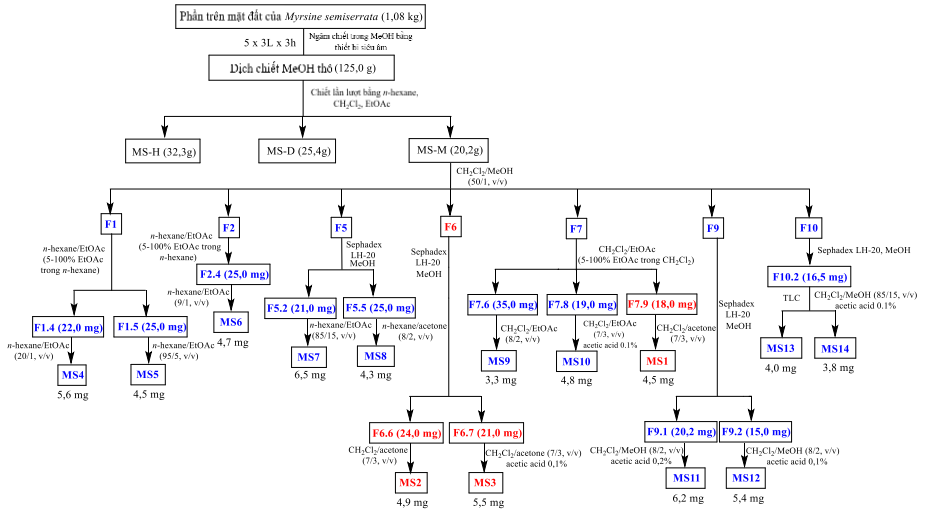 Phần trên mặt đất của Myrsine semiserrata (1,08 kg)
5 x 3L x 3h
Ngâm chiết trong MeOH bằng
thiết bị siêu âm
Dịch chiết MeOH thô (125,0 g)
Chiết lần lượt bằng n-hexane,
CH2Cl2, EtOAc
MS-H (32,3g)
MS-D (25,4g)
MS-M (20,2g)
CH2Cl2/MeOH
(50/1, v/v)
F1
F2
F5
F6
F7
F9
F10
n-hexane/EtOAc
(5-100% EtOAc
trong n-hexane)
F1.4 (22,0 mg)
F1.5 (25,0 mg)
n-hexane/EtOAc
(20/1, v/v)
n-hexane/EtOAc
(95/5, v/v)
MS4
MS5
5,6 mg
4,5 mg
n-hexane/EtOAc
(5-100% EtOAc trong
n-hexane)
F2.4 (25,0 mg)
n-hexane/EtOAc
(9/1, v/v)
MS6
4,7 mg
Sephadex
LH-20
MeOH
F5.2 (21,0 mg)
F5.5 (25,0 mg)
n-hexane/EtOAc
(85/15, v/v)
n-hexane/acetone
(8/2, v/v)
MS7
MS8
6,5 mg
4,3 mg
Sephadex
LH-20
MeOH
F6.6 (24,0 mg)
F6.7 (21,0 mg)
CH2Cl2/acetone
(7/3, v/v)
CH2Cl2/acetone (7/3, v/v)
acetic acid 0,1%
MS2
MS3
4,9 mg
5,5 mg
CH2Cl2/EtOAc
(5-100% EtOAc trong CH2Cl2)
F7.6 (35,0 mg)
F7.8 (19,0 mg)
F7.9 (18,0 mg)
CH2Cl2/EtOAc
(8/2, v/v)
CH2Cl2/EtOAc
(7/3, v/v)
acetic acid 0.1%
CH2Cl2/acetone
(7/3, v/v)
MS9
MS10
MS1
3,3 mg
4,8 mg
4,5 mg
Sephadex
LH-20
MeOH
F9.1 (20,2 mg)
F9.2 (15,0 mg)
CH2Cl2/MeOH (8/2, v/v)
acetic acid 0,2%
CH2Cl2/MeOH (8/2, v/v)
acetic acid 0,1%
MS11
MS12
6,2 mg
5,4 mg
Sephadex LH-20, MeOH
F10.2 (16,5 mg)
TLC
CH2Cl2/MeOH (85/15, v/v)
acetic acid 0.1%
MS13
MS14
4,0 mg
3,8 mg